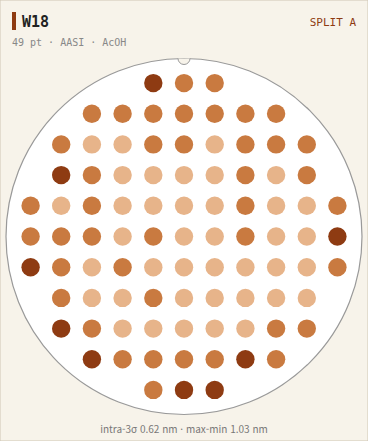 W18
SPLIT A
49 pt · AASI · AcOH
intra-3σ 0.62 nm · max-min 1.03 nm